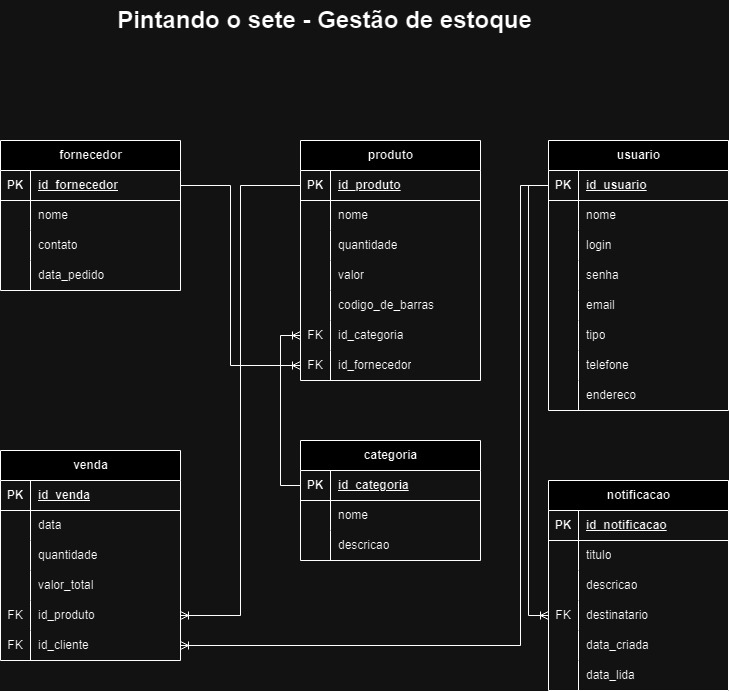 Pintando o sete - Gestão de estoque
fornecedor
PK id_fornecedor
nome
contato
data_pedido
produto
PK id_produto
nome
quantidade
valor
codigo_de_barras
FK id_categoria
FK id_fornecedor
usuario
PK id_usuario
nome
login
senha
email
tipo
telefone
endereco
venda
PK id_venda
data
quantidade
valor_total
FK id_produto
FK id_cliente
categoria
PK id_categoria
nome
descricao
notificacao
PK id_notificacao
titulo
descricao
FK destinatario
data_criada
data_lida